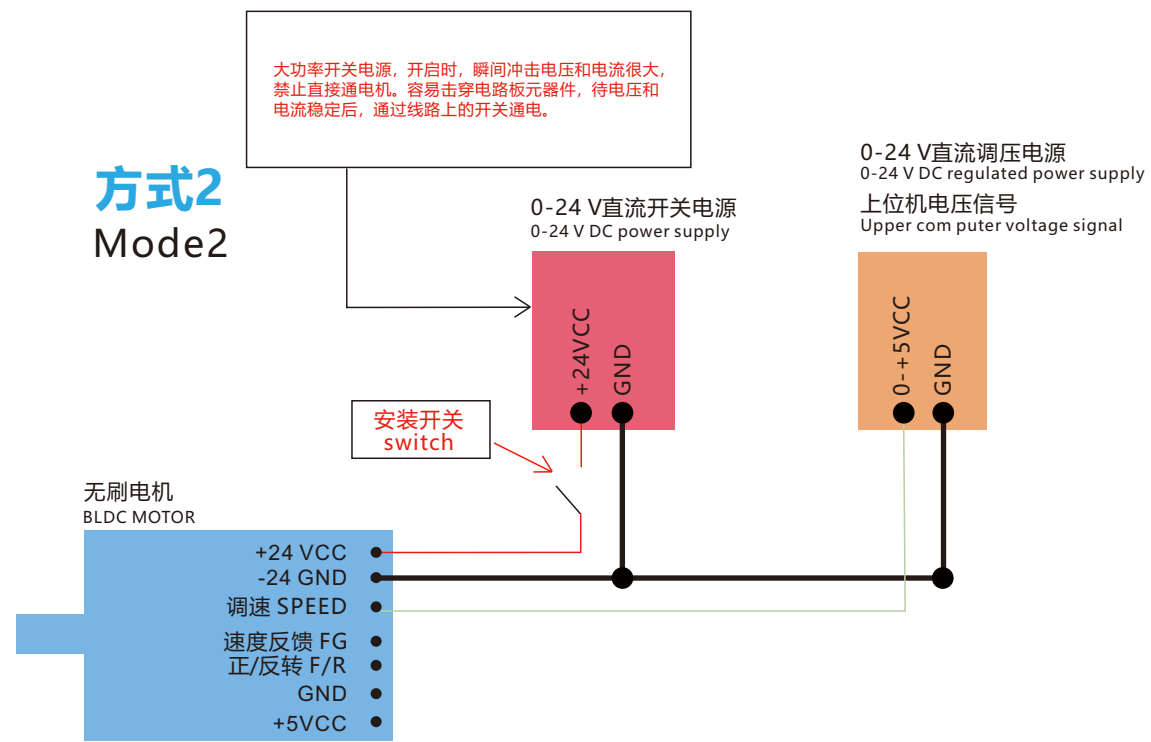 大功率开关电源，开启时，瞬间冲击电压和电流很大，
禁止直接通电机。容易击穿电路板元器件，待电压和
电流稳定后，通过线路上的开关通电。
方式2
Mode2
0-24 V直流开关电源
0-24 V DC power supply
0-24 V直流调压电源
0-24 V DC regulated power supply
上位机电压信号
Upper com puter voltage signal
+24VCC
GND
0-+5VCC
GND
安装开关
switch
无刷电机
BLDC MOTOR
+24 VCC
-24 GND
调速 SPEED
速度反馈 FG
正/反转 F/R
GND
+5VCC